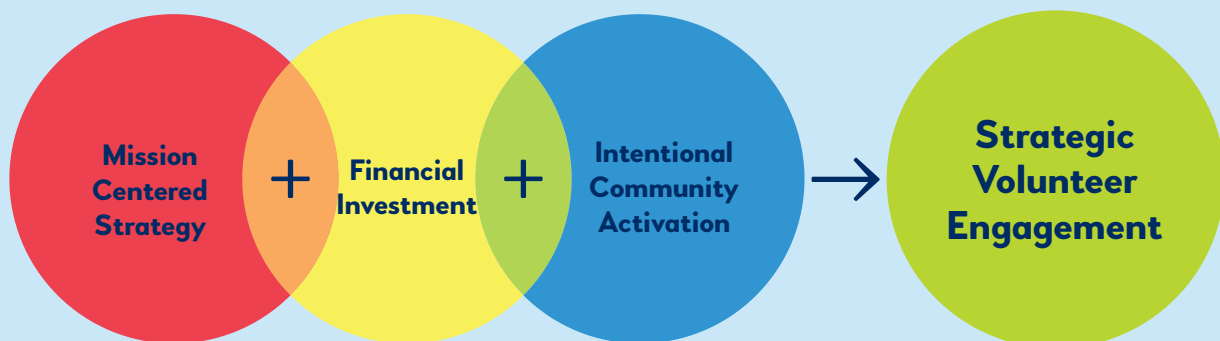 Mission
Centered
Strategy
+
Financial
Investment
+
Intentional
Community
Activation
Strategic
Volunteer
Engagement